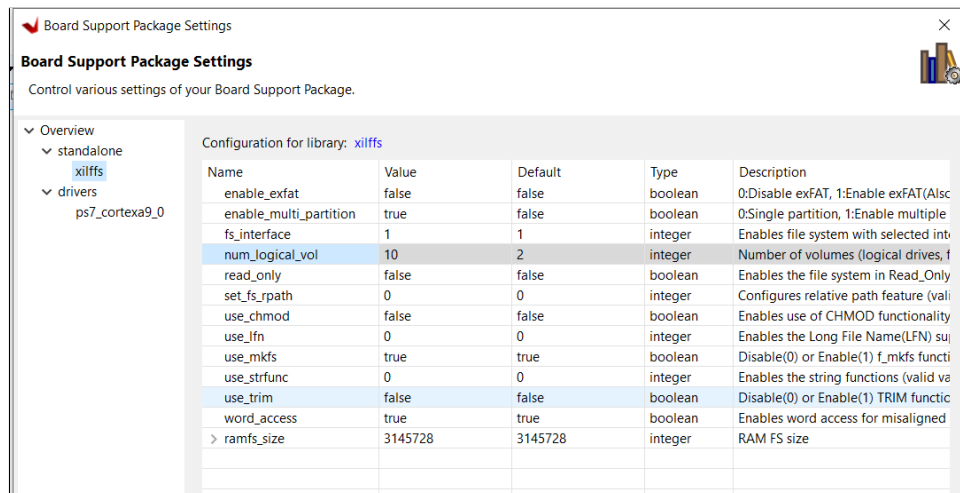 Board Support Package Settings
Board Support Package Settings
Control various settings of your Board Support Package.
Overview
standalone
xilffs
drivers
ps7_cortexa9_0
Configuration for library: xilffs
Name Value Default Type Description
enable_exfat false false boolean 0:Disable exFAT, 1:Enable exFAT(Also
enable_multi_partition true false boolean 0:Single partition, 1:Enable multiple
fs_interface 1 1 integer Enables file system with selected inte
num_logical_vol 10 2 integer Number of volumes (logical drives, f
read_only false false boolean Enables the file system in Read_Only
set_fs_rpath 0 0 integer Configures relative path feature (vali
use_chmod false false boolean Enables use of CHMOD functionality
use_lfn 0 0 integer Enables the Long File Name(LFN) su
use_mkfs true true boolean Disable(0) or Enable(1) f_mkfs functi
use_strfunc 0 0 integer Enables the string functions (valid va
use_trim false false boolean Disable(0) or Enable(1) TRIM functio
word_access true true boolean Enables word access for misaligned
ramfs_size 3145728 3145728 integer RAM FS size